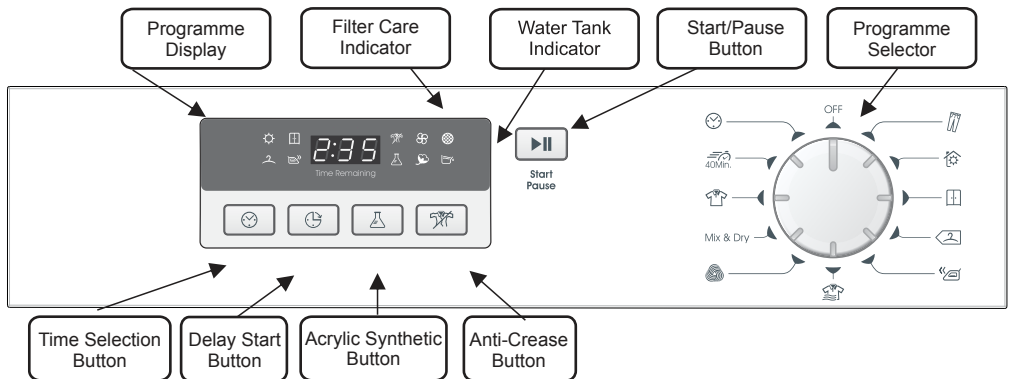 Programme
Display
Filter Care
Indicator
Water Tank
Indicator
Start/Pause
Button
Programme
Selector
2:35
Time Remaining
Start
Pause
OFF
40Min.
Mix & Dry
Time Selection
Button
Delay Start
Button
Acrylic Synthetic
Button
Anti-Crease
Button